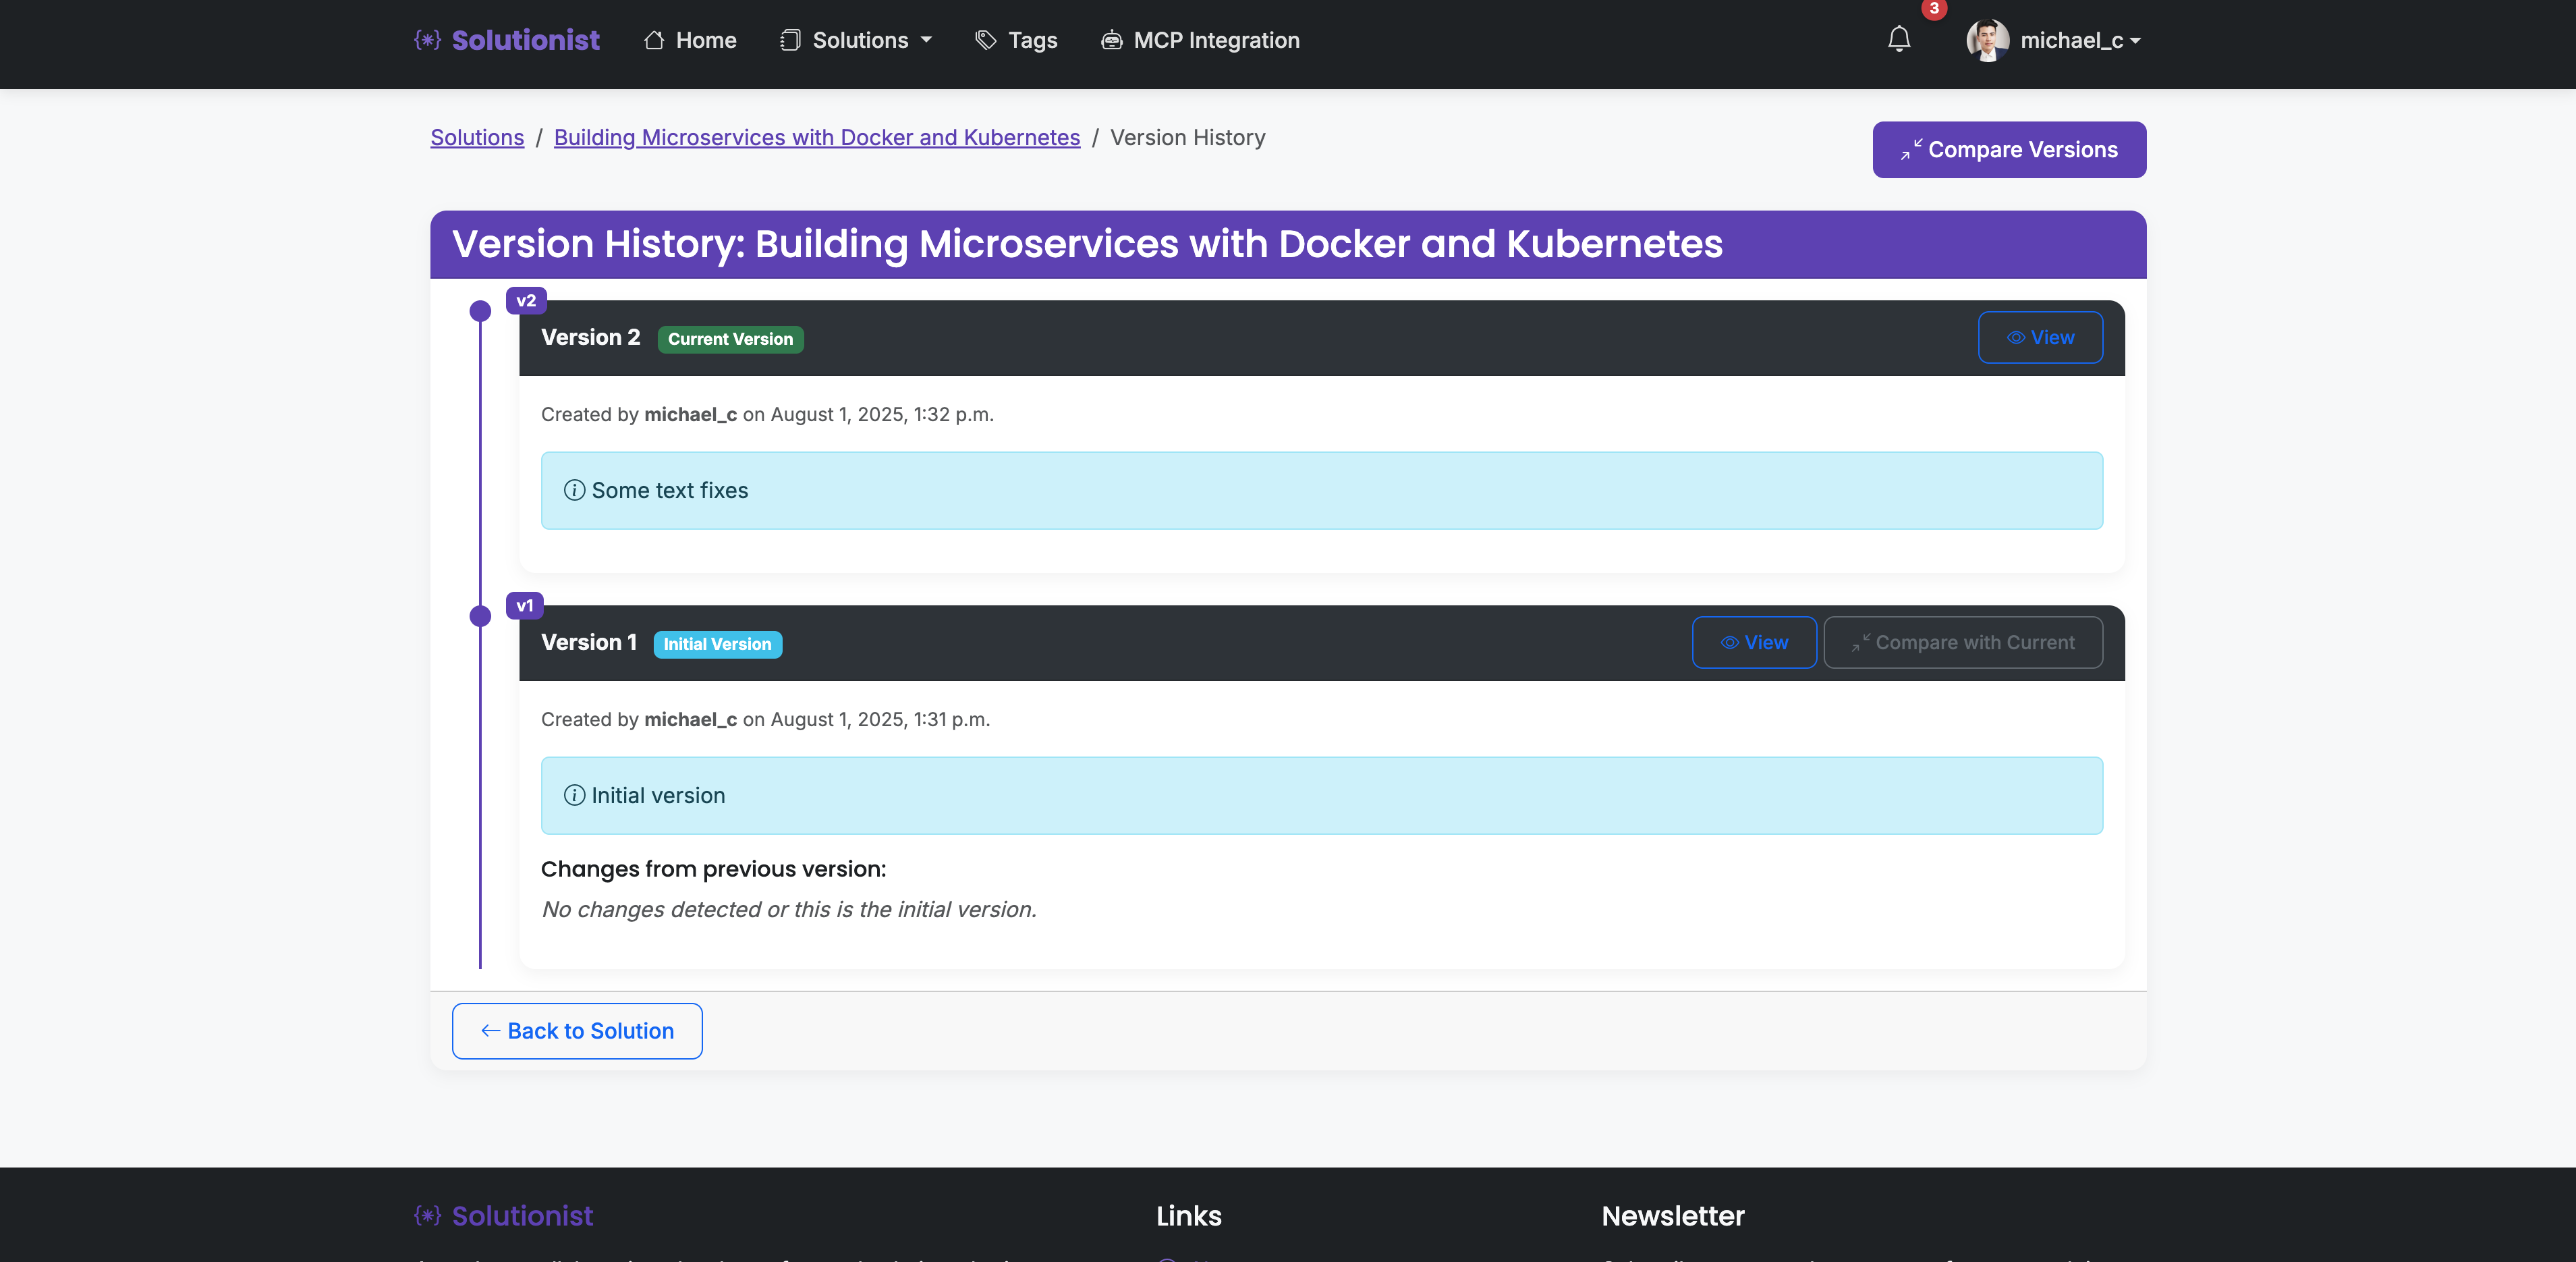 {*} Solutionist Home Solutions Tags MCP Integration 3 michael_c
Solutions / Building Microservices with Docker and Kubernetes / Version History
Compare Versions
Version History: Building Microservices with Docker and Kubernetes
v2
Version 2 Current Version View
Created by michael_c on August 1, 2025, 1:32 p.m.
Some text fixes
v1
Version 1 Initial Version View Compare with Current
Created by michael_c on August 1, 2025, 1:31 p.m.
Initial version
Changes from previous version:
No changes detected or this is the initial version.
← Back to Solution
{*} Solutionist Links Newsletter